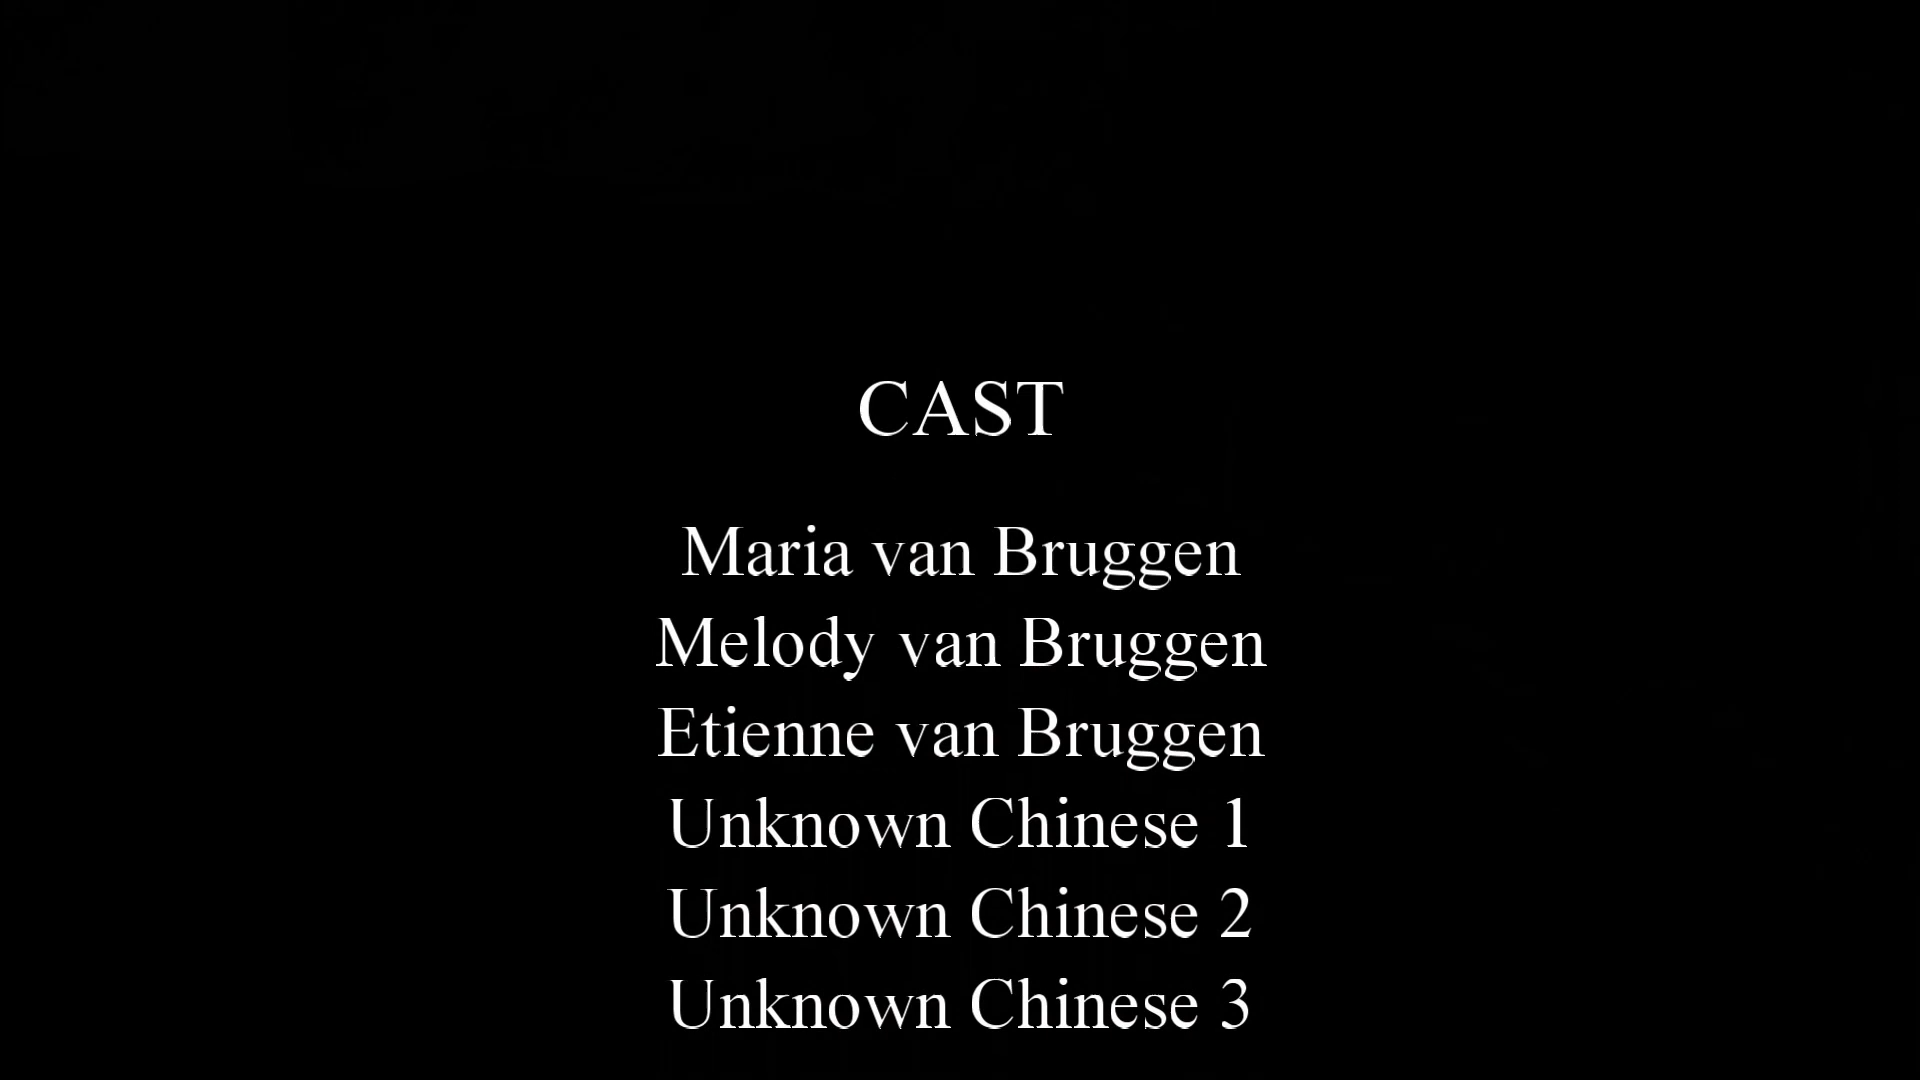 CAST
Maria van Bruggen
Melody van Bruggen
Etienne van Bruggen
Unknown Chinese 1
Unknown Chinese 2
Unknown Chinese 3